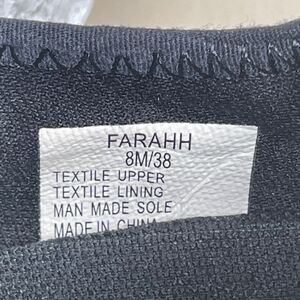 FARAHH
8M/38
TEXTILE UPPER
TEXTILE LINING
MAN MADE SOLE
MADE IN CHINA